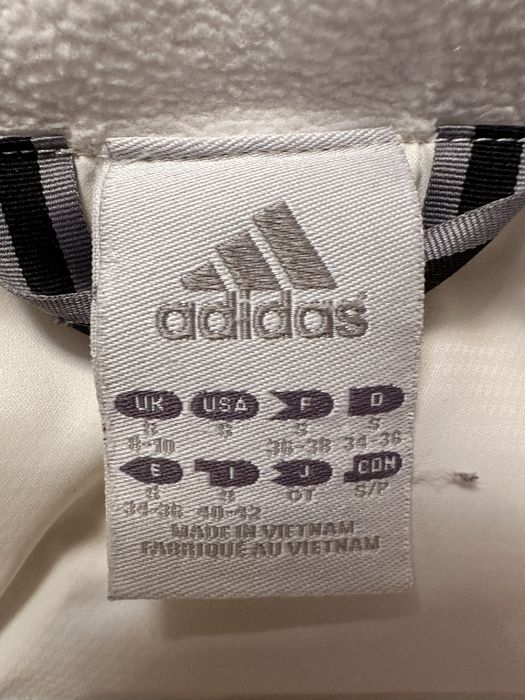 adidas
UK USA F D
S S S S
8-10 36-38 34-36
E I J CDN
S S OT S/P
34-36 40-42
MADE IN VIETNAM
FABRIQUÉ AU VIETNAM